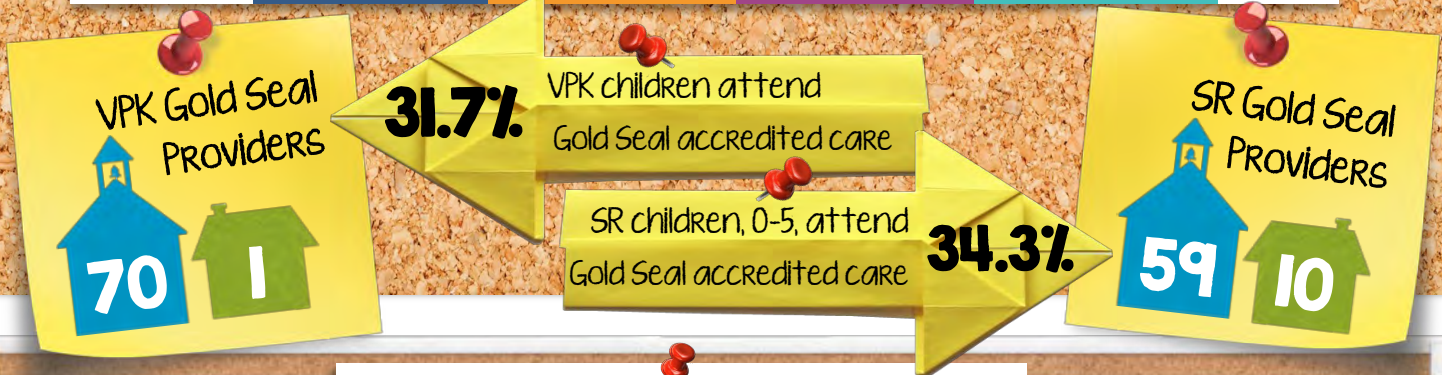 VPK Gold Seal
Providers
70
1
31.7%
VPK children attend
Gold Seal accredited care
SR children, 0-5, attend
Gold Seal accredited care
34.3%
SR Gold Seal
Providers
59
10